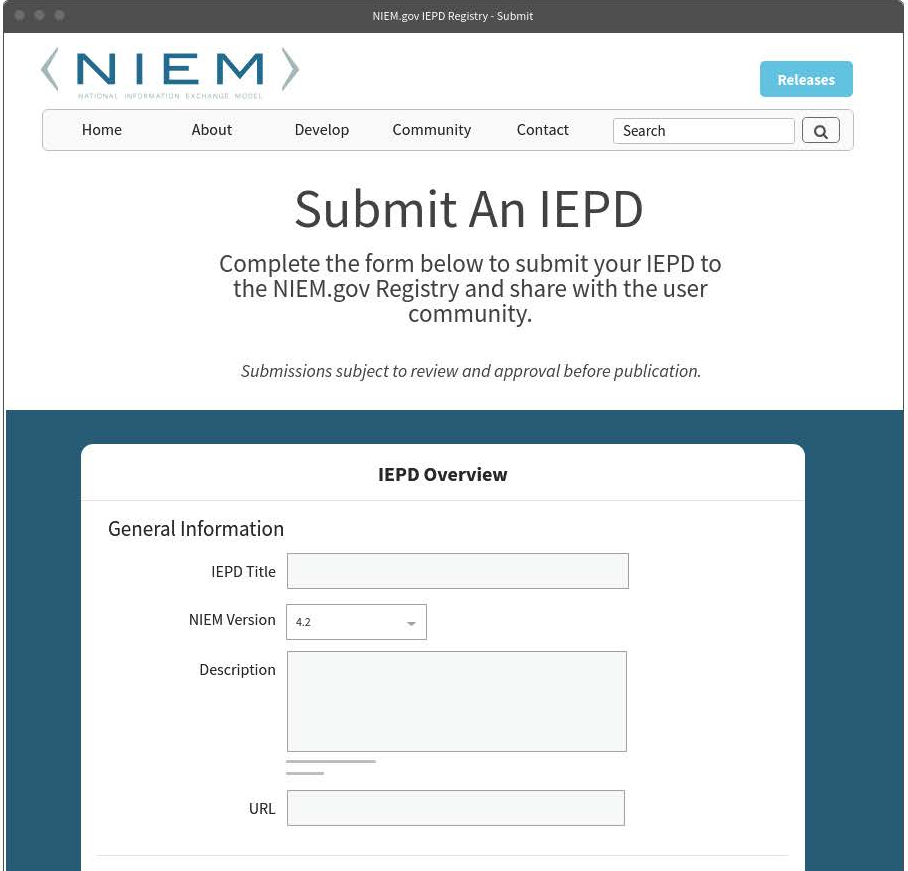 NIEM.gov IEPD Registry - Submit
NIEM
NATIONAL INFORMATION EXCHANGE MODEL
Releases
Home About Develop Community Contact Search
Submit An IEPD
Complete the form below to submit your IEPD to
the NIEM.gov Registry and share with the user
community.
Submissions subject to review and approval before publication.
IEPD Overview
General Information
IEPD Title
NIEM Version 4.2
Description
URL